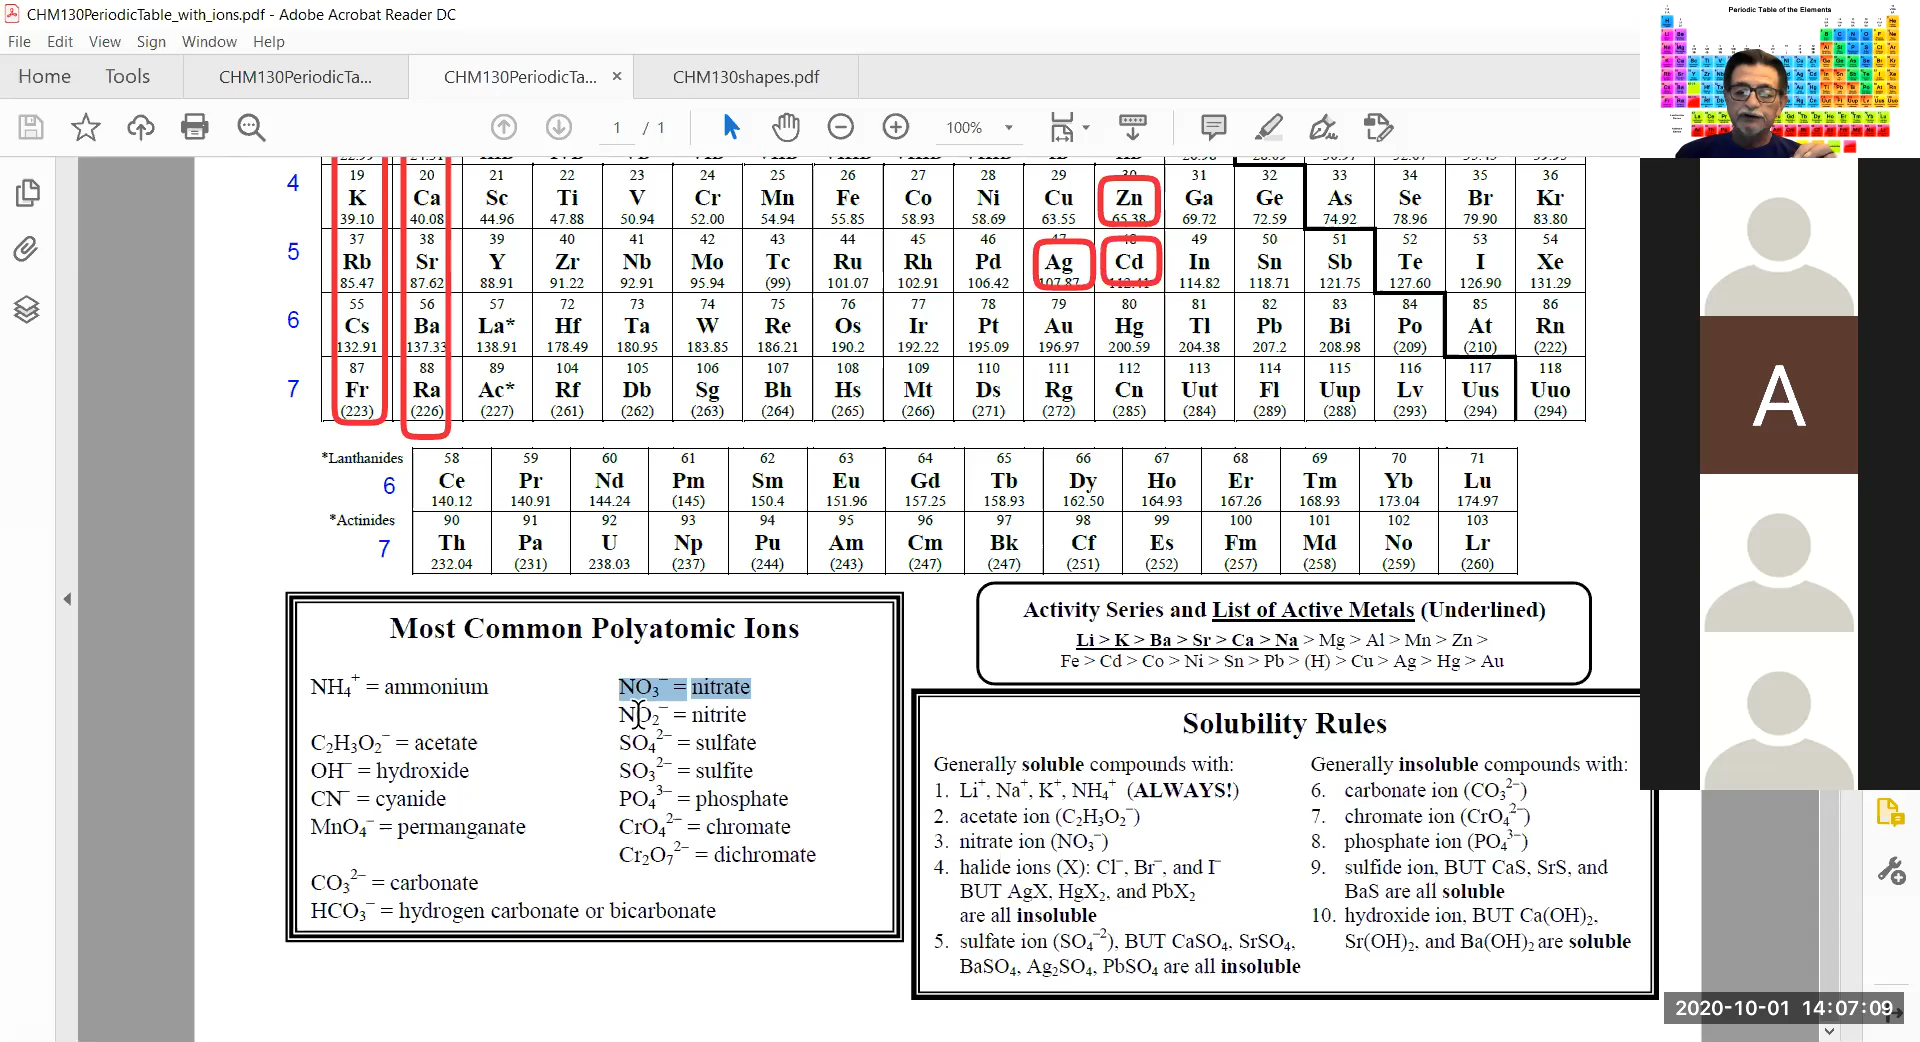 CHM130PeriodicTable_with_ions.pdf - Adobe Acrobat Reader DC
File Edit View Sign Window Help
Home Tools CHM130PeriodicTa... CHM130PeriodicTa... × CHM130shapes.pdf
1 / 1 100%
Periodic Table of the Elements
4
19 20 21 22 23 24 25 26 27 28 29 30 31 32 33 34 35 36
K Ca Sc Ti V Cr Mn Fe Co Ni Cu Zn Ga Ge As Se Br Kr
39.10 40.08 44.96 47.88 50.94 52.00 54.94 55.85 58.93 58.69 63.55 65.38 69.72 72.59 74.92 78.96 79.90 83.80
5
37 38 39 40 41 42 43 44 45 46 47 48 49 50 51 52 53 54
Rb Sr Y Zr Nb Mo Tc Ru Rh Pd Ag Cd In Sn Sb Te I Xe
85.47 87.62 88.91 91.22 92.91 95.94 (99) 101.07 102.91 106.42 107.87 112.41 114.82 118.71 121.75 127.60 126.90 131.29
6
55 56 57 72 73 74 75 76 77 78 79 80 81 82 83 84 85 86
Cs Ba La* Hf Ta W Re Os Ir Pt Au Hg Tl Pb Bi Po At Rn
132.91 137.33 138.91 178.49 180.95 183.85 186.21 190.2 192.22 195.09 196.97 200.59 204.38 207.2 208.98 (209) (210) (222)
7
87 88 89 104 105 106 107 108 109 110 111 112 113 114 115 116 117 118
Fr Ra Ac* Rf Db Sg Bh Hs Mt Ds Rg Cn Uut Fl Uup Lv Uus Uuo
(223) (226) (227) (261) (262) (263) (264) (265) (266) (271) (272) (285) (284) (289) (288) (293) (294) (294)
*Lanthanides 58 59 60 61 62 63 64 65 66 67 68 69 70 71
6 Ce Pr Nd Pm Sm Eu Gd Tb Dy Ho Er Tm Yb Lu
140.12 140.91 144.24 (145) 150.4 151.96 157.25 158.93 162.50 164.93 167.26 168.93 173.04 174.97
*Actinides 90 91 92 93 94 95 96 97 98 99 100 101 102 103
7 Th Pa U Np Pu Am Cm Bk Cf Es Fm Md No Lr
232.04 (231) 238.03 (237) (244) (243) (247) (247) (251) (252) (257) (258) (259) (260)
Most Common Polyatomic Ions
NH₄⁺ = ammonium
C₂H₃O₂⁻ = acetate
OH⁻ = hydroxide
CN⁻ = cyanide
MnO₄⁻ = permanganate
CO₃²⁻ = carbonate
HCO₃⁻ = hydrogen carbonate or bicarbonate
NO₃⁻ = nitrate
NO₂⁻ = nitrite
SO₄²⁻ = sulfate
SO₃²⁻ = sulfite
PO₄³⁻ = phosphate
CrO₄²⁻ = chromate
Cr₂O₇²⁻ = dichromate
Activity Series and List of Active Metals (Underlined)
Li > K > Ba > Sr > Ca > Na > Mg > Al > Mn > Zn >
Fe > Cd > Co > Ni > Sn > Pb > (H) > Cu > Ag > Hg > Au
Solubility Rules
Generally soluble compounds with:
1. Li⁺, Na⁺, K⁺, NH₄⁺ (ALWAYS!)
2. acetate ion (C₂H₃O₂⁻)
3. nitrate ion (NO₃⁻)
4. halide ions (X): Cl⁻, Br⁻, and I⁻
BUT AgX, HgX₂, and PbX₂
are all insoluble
5. sulfate ion (SO₄⁻²), BUT CaSO₄, SrSO₄,
BaSO₄, Ag₂SO₄, PbSO₄ are all insoluble
Generally insoluble compounds with:
6. carbonate ion (CO₃²⁻)
7. chromate ion (CrO₄²⁻)
8. phosphate ion (PO₄³⁻)
9. sulfide ion, BUT CaS, SrS, and
BaS are all soluble
10. hydroxide ion, BUT Ca(OH)₂,
Sr(OH)₂, and Ba(OH)₂ are soluble
A
2020-10-01 14:07:09